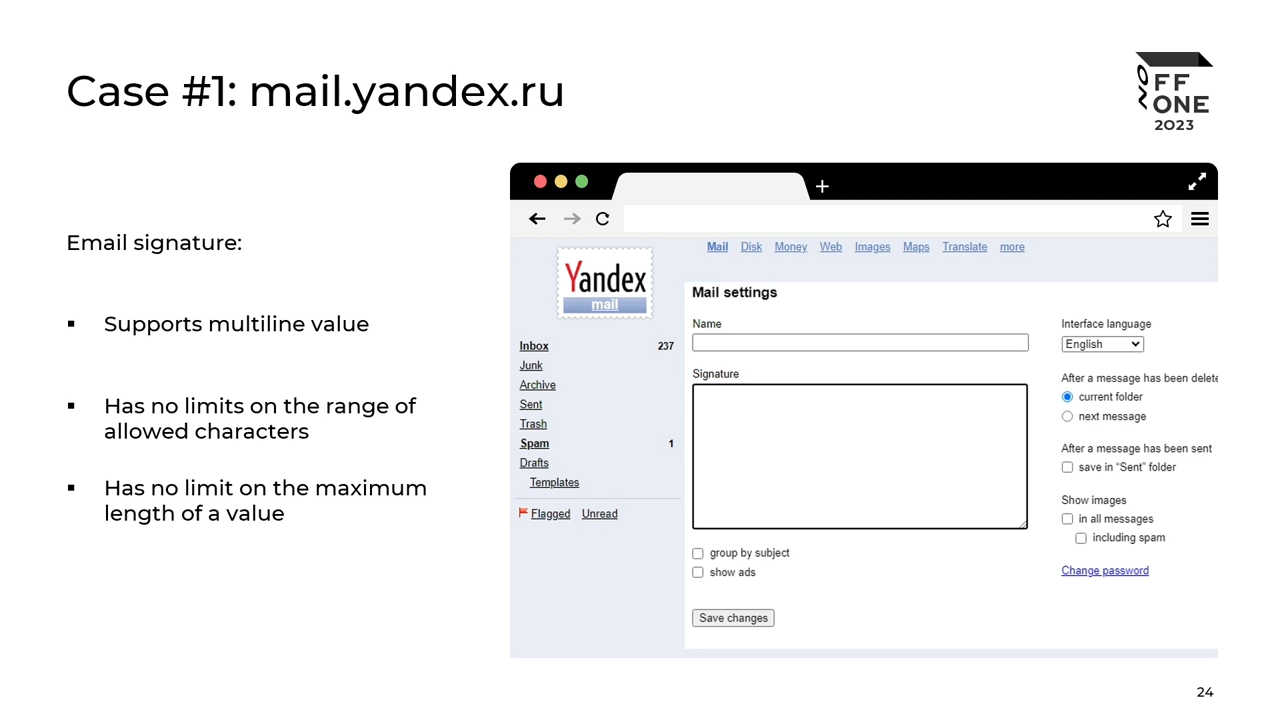 Case #1: mail.yandex.ru
OFF
ZONE
2023
Email signature:
▪ Supports multiline value
▪ Has no limits on the range of
allowed characters
▪ Has no limit on the maximum
length of a value
Mail Disk Money Web Images Maps Translate more
Yandex
mail
Inbox 237
Junk
Archive
Sent
Trash
Spam 1
Drafts
Templates
Flagged Unread
Mail settings
Name
Signature
group by subject
show ads
Save changes
Interface language
English
After a message has been delete
current folder
next message
After a message has been sent
save in “Sent” folder
Show images
in all messages
including spam
Change password
24